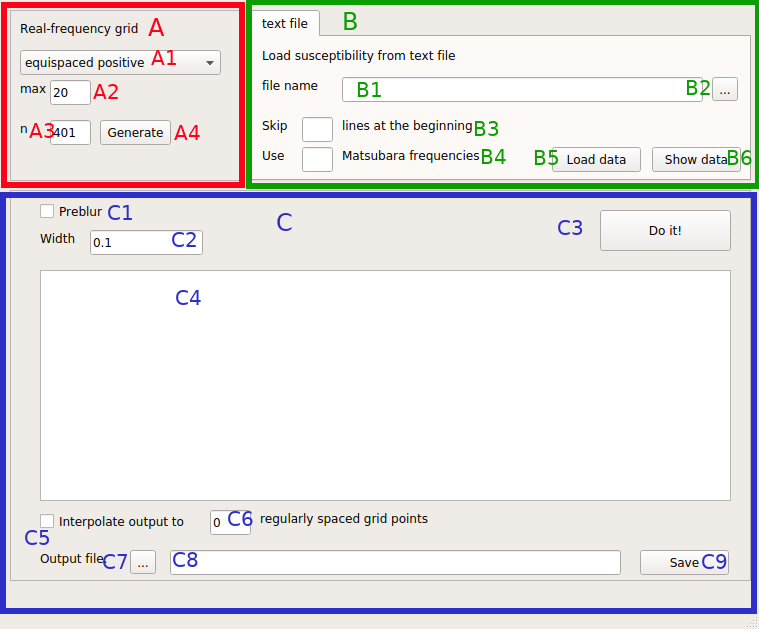 Real-frequency grid A
equispaced positive A1
max 20 A2
n A3 401 Generate A4
text file B
Load susceptibility from text file
file name B1 B2 ...
Skip lines at the beginning B3
Use Matsubara frequencies B4 B5 Load data Show data B6
Preblur C1 C C3 Do it!
Width 0.1 C2
C4
Interpolate output to 0 C6 regularly spaced grid points
C5
Output file: C7 ... C8 Save C9